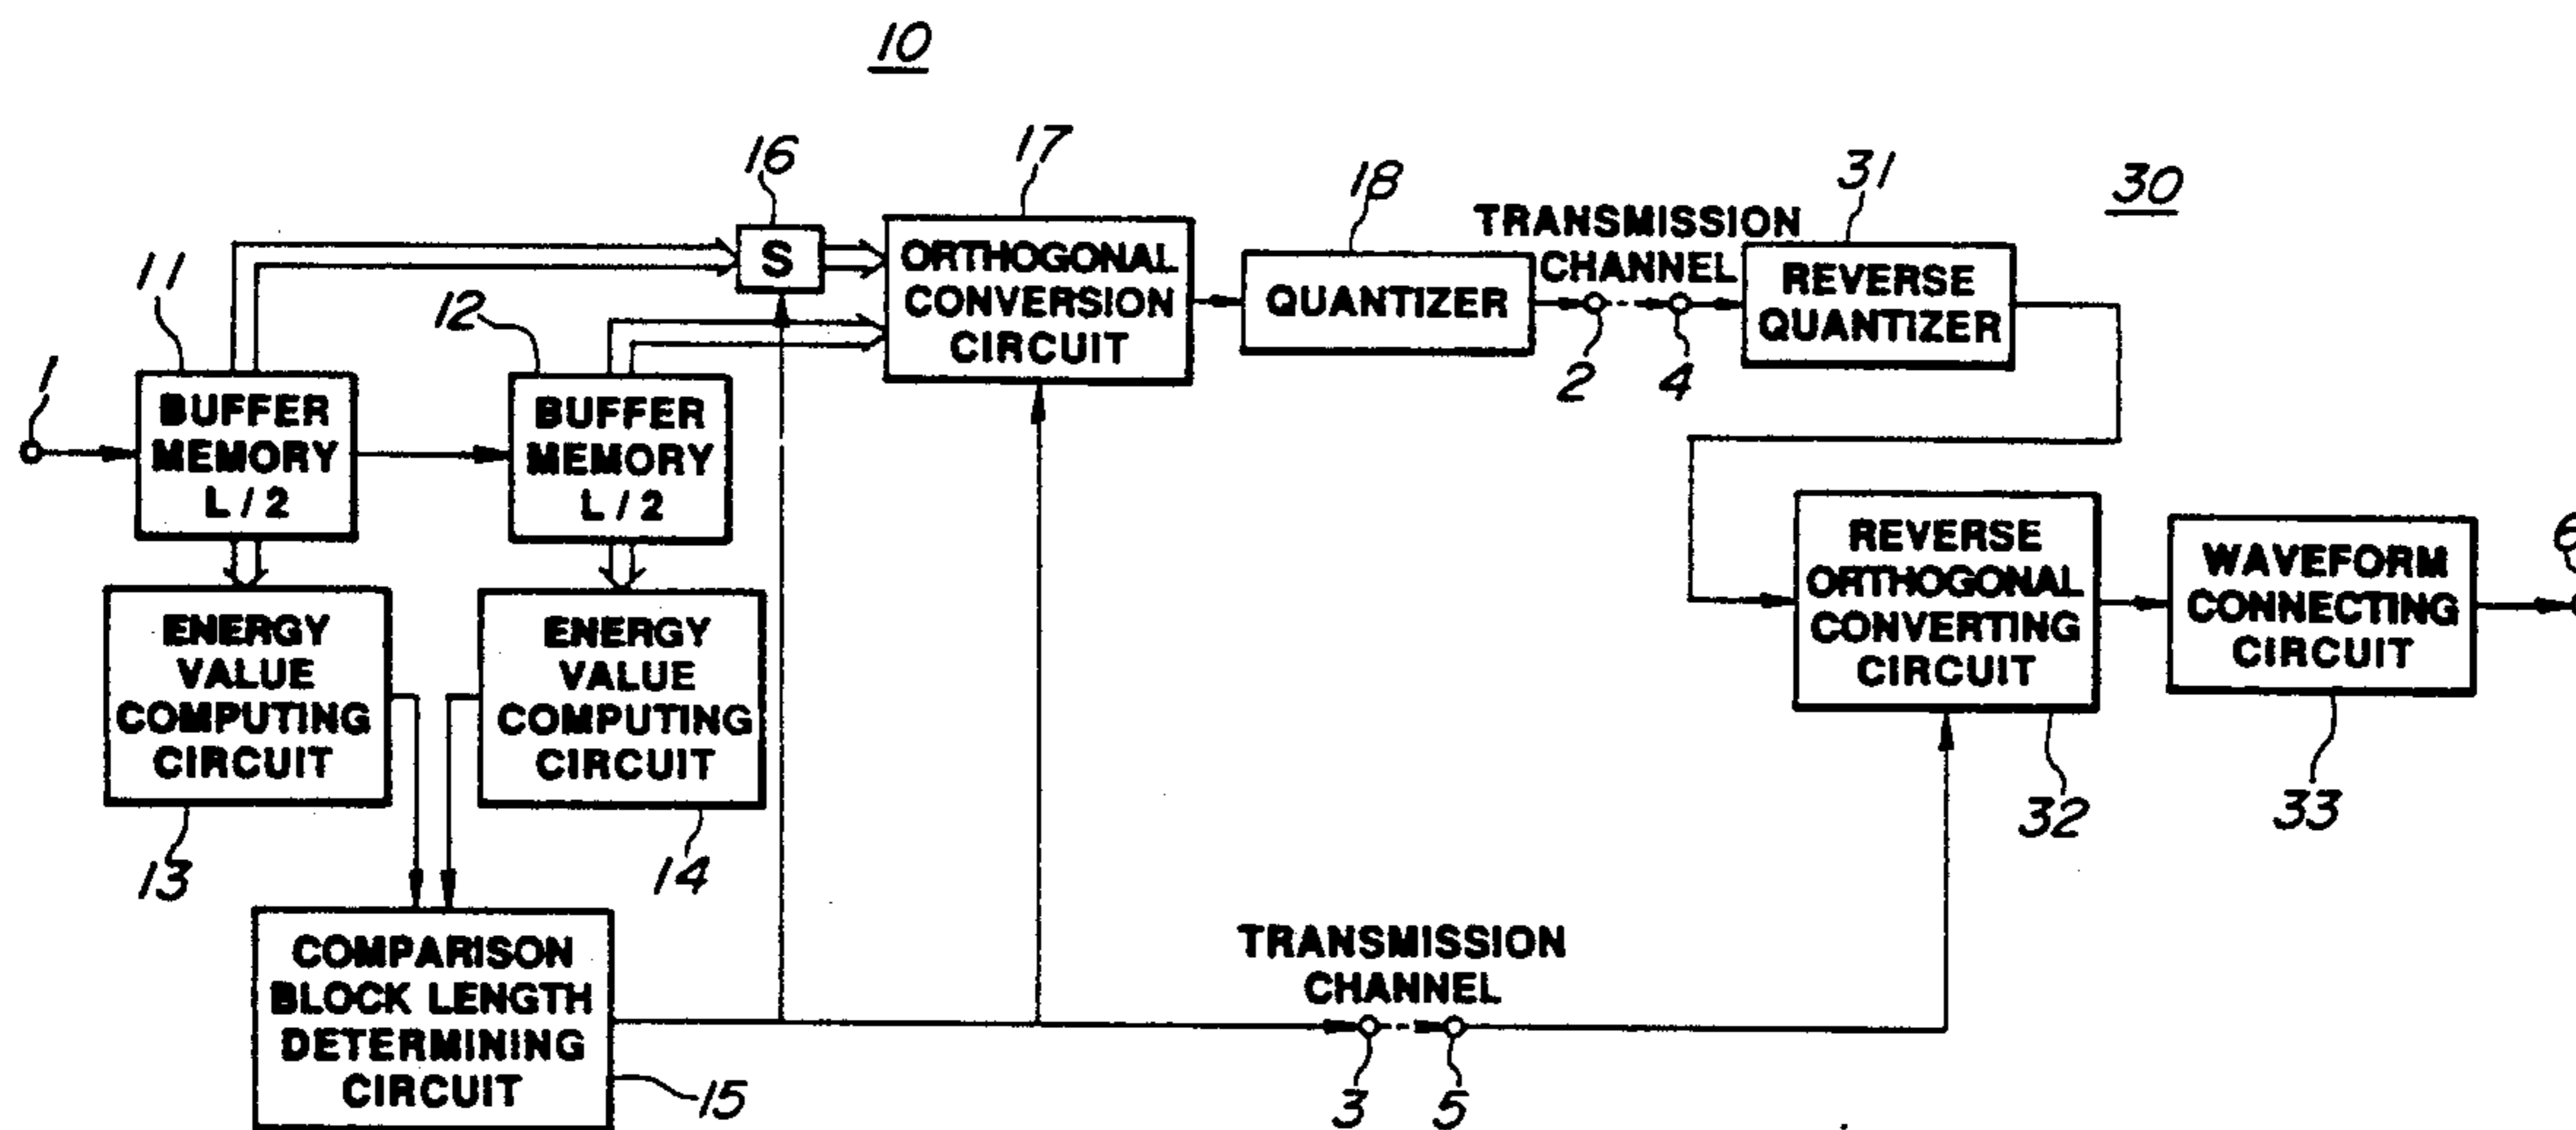 10
16
17
18
31
30
TRANSMISSION
CHANNEL
11
S
ORTHOGONAL
CONVERSION
CIRCUIT
QUANTIZER
REVERSE
QUANTIZER
12
1
2
4
BUFFER
MEMORY
L / 2
BUFFER
MEMORY
L / 2
REVERSE
ORTHOGONAL
CONVERTING
CIRCUIT
WAVEFORM
CONNECTING
CIRCUIT
6
ENERGY
VALUE
COMPUTING
CIRCUIT
ENERGY
VALUE
COMPUTING
CIRCUIT
32
33
13
14
COMPARISON
BLOCK LENGTH
DETERMINING
CIRCUIT
TRANSMISSION
CHANNEL
15
3
5